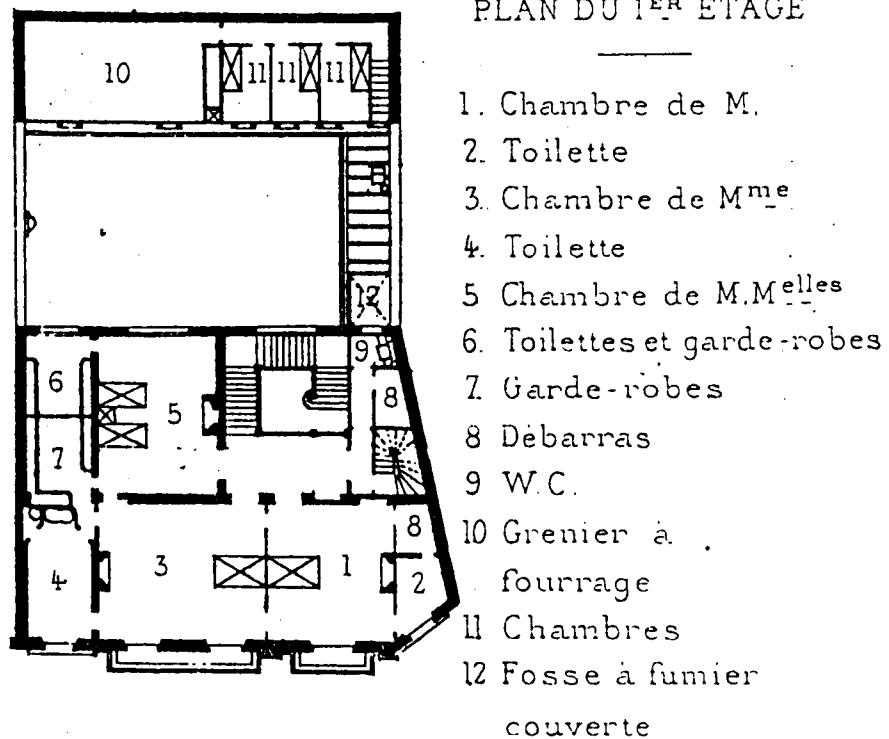 PLAN DU 1ER ETAGE
1. Chambre de M.
2. Toilette
3. Chambre de Mme
4. Toilette
5 Chambre de M.Melles
6. Toilettes et garde-robes
7. Garde-robes
8 Débarras
9 W.C.
10 Grenier à
fourrage
11 Chambres
12 Fosse à fumier
couverte
10 11 11 11
12
9
6 5 8
7
8
4 3 1 2